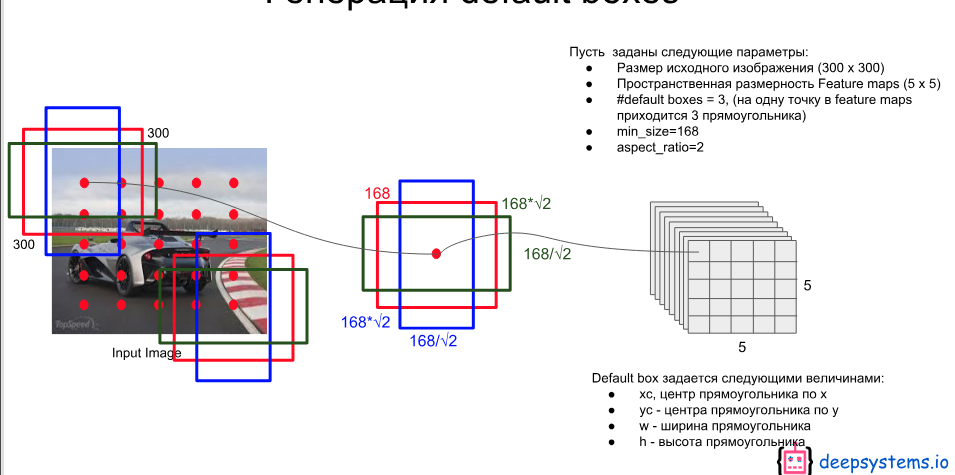 Генерация default boxes
Пусть заданы следующие параметры:
● Размер исходного изображения (300 x 300)
● Пространственная размерность Feature maps (5 x 5)
● #default boxes = 3, (на одну точку в feature maps
приходится 3 прямоугольника)
● min_size=168
● aspect_ratio=2
300
300
TopSpeed
Input Image
168
168*√2
168/√2
168*√2
168/√2
5
5
Default box задается следующими величинами:
● xc, центр прямоугольника по x
● yc - центра прямоугольника по y
● w - ширина прямоугольника
● h - высота прямоугольника
deepsystems.io